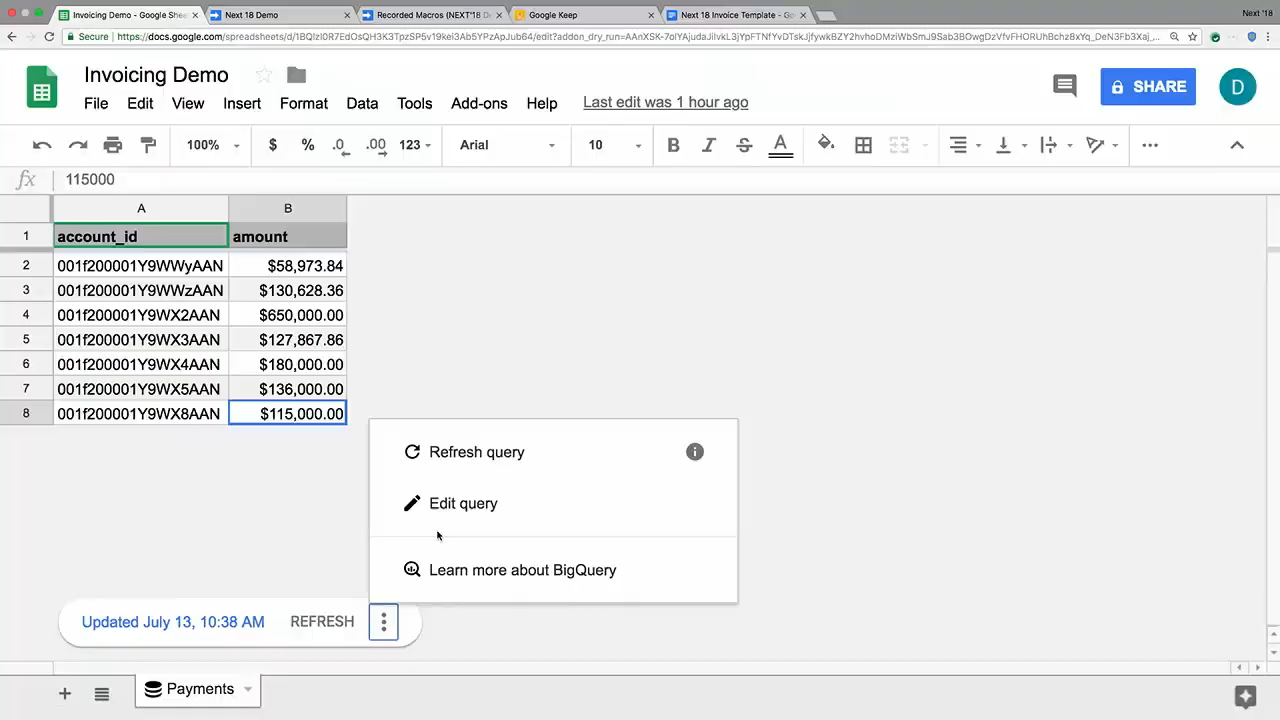 Invoicing Demo - Google Shee
Next 18 Demo
Recorded Macros (NEXT'18 De
Google Keep
Next 18 Invoice Template - Go
Next '18
Secure
Invoicing Demo
File Edit View Insert Format Data Tools Add-ons Help
Last edit was 1 hour ago
SHARE
D
100%
$ % .0 .00 123
Arial
10
B I S A
fx 115000
A B
1 account_id amount
2 001f200001Y9WWyAAN $58,973.84
3 001f200001Y9WWzAAN $130,628.36
4 001f200001Y9WX2AAN $650,000.00
5 001f200001Y9WX3AAN $127,867.86
6 001f200001Y9WX4AAN $180,000.00
7 001f200001Y9WX5AAN $136,000.00
8 001f200001Y9WX8AAN $115,000.00
Refresh query
Edit query
Learn more about BigQuery
Updated July 13, 10:38 AM REFRESH
Payments